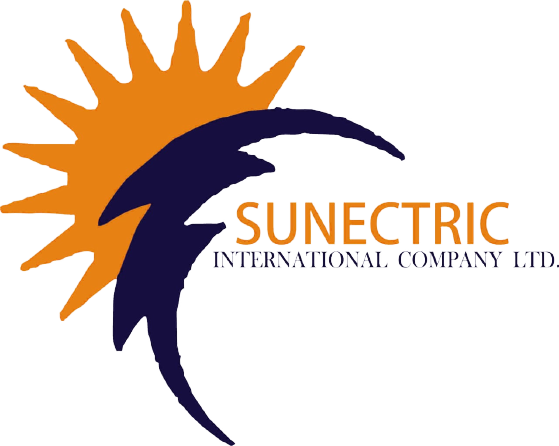 SUNECTRIC
INTERNATIONAL COMPANY LTD.